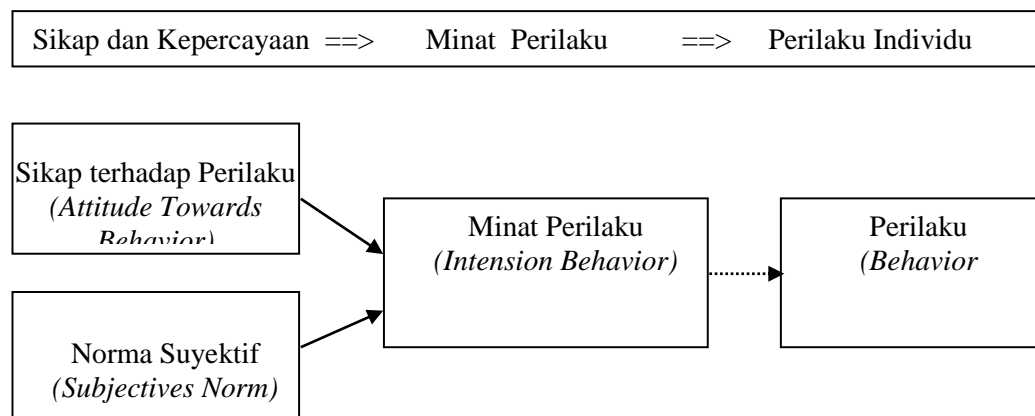 Sikap dan Kepercayaan ==> Minat Perilaku ==> Perilaku Individu
Sikap terhadap Perilaku
(Attitude Towards
Behavior)
Minat Perilaku
(Intension Behavior)
Perilaku
(Behavior
Norma Suyektif
(Subjectives Norm)